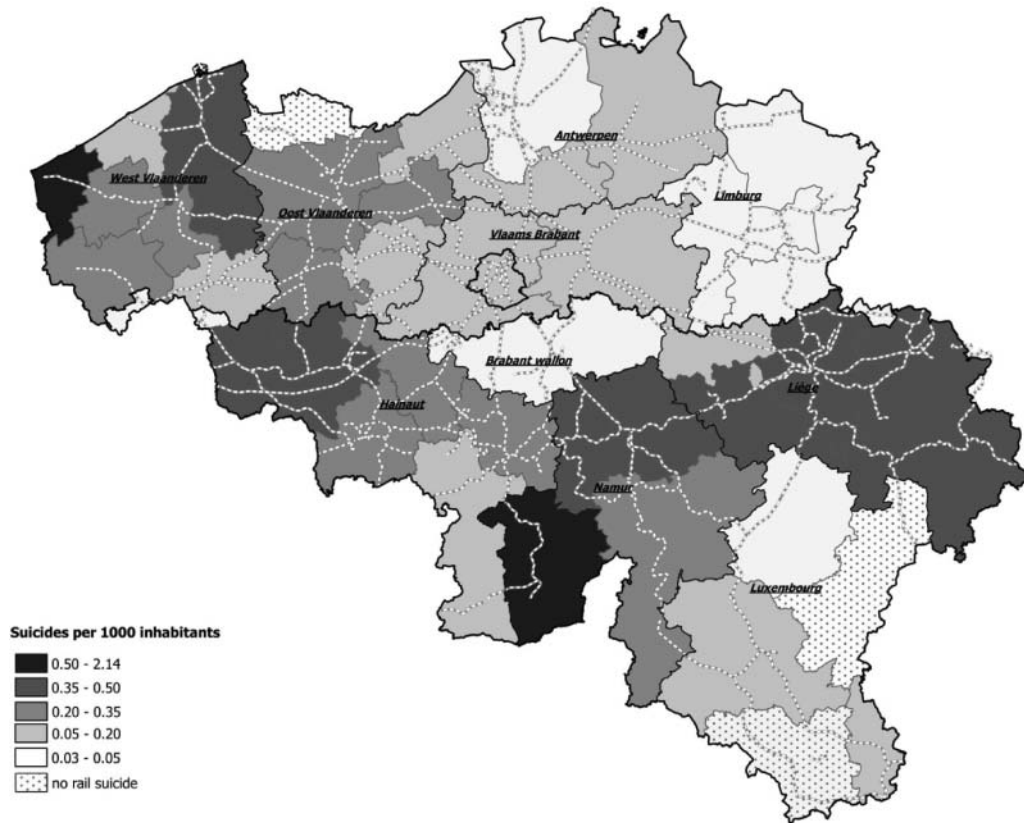 Antwerpen
West Vlaanderen
Limburg
Oost Vlaanderen
Vlaams Brabant
Brabant wallon
Liége
Hainaut
Namur
Luxembourg
Suicides per 1000 inhabitants
0.50 - 2.14
0.35 - 0.50
0.20 - 0.35
0.05 - 0.20
0.03 - 0.05
no rail suicide